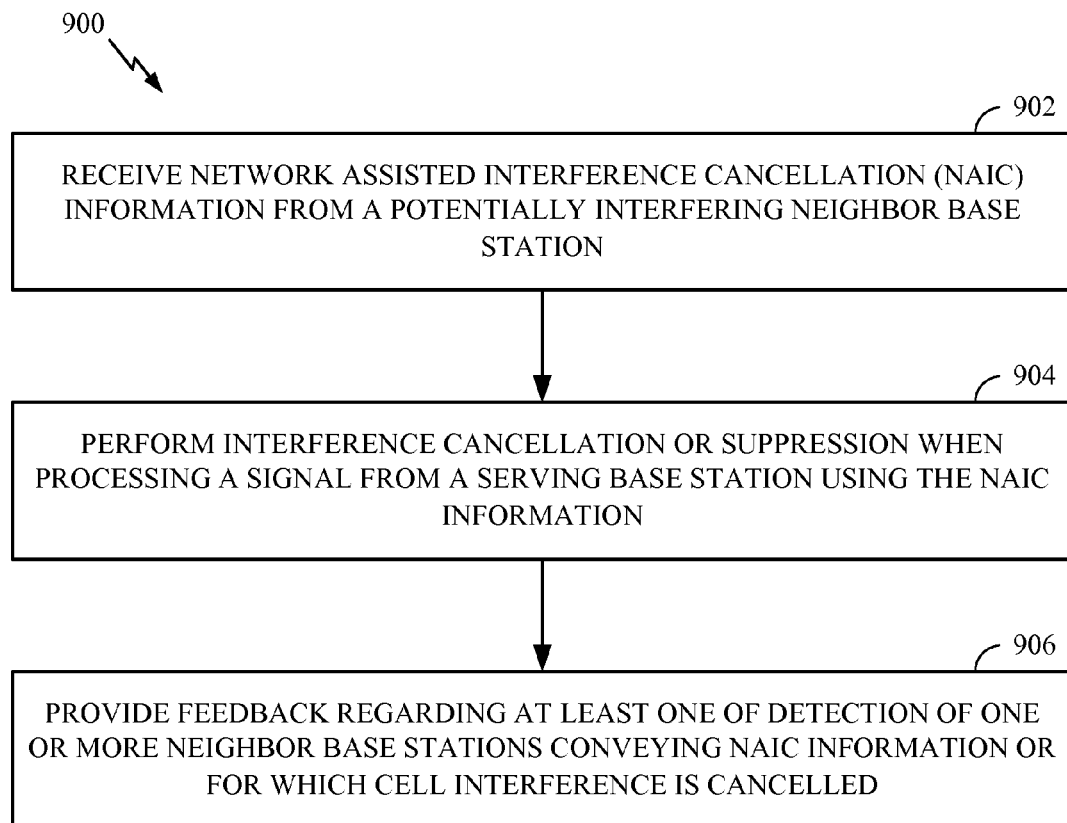 900
902
RECEIVE NETWORK ASSISTED INTERFERENCE CANCELLATION (NAIC)
INFORMATION FROM A POTENTIALLY INTERFERING NEIGHBOR BASE
STATION
904
PERFORM INTERFERENCE CANCELLATION OR SUPPRESSION WHEN
PROCESSING A SIGNAL FROM A SERVING BASE STATION USING THE NAIC
INFORMATION
906
PROVIDE FEEDBACK REGARDING AT LEAST ONE OF DETECTION OF ONE
OR MORE NEIGHBOR BASE STATIONS CONVEYING NAIC INFORMATION OR
FOR WHICH CELL INTERFERENCE IS CANCELLED